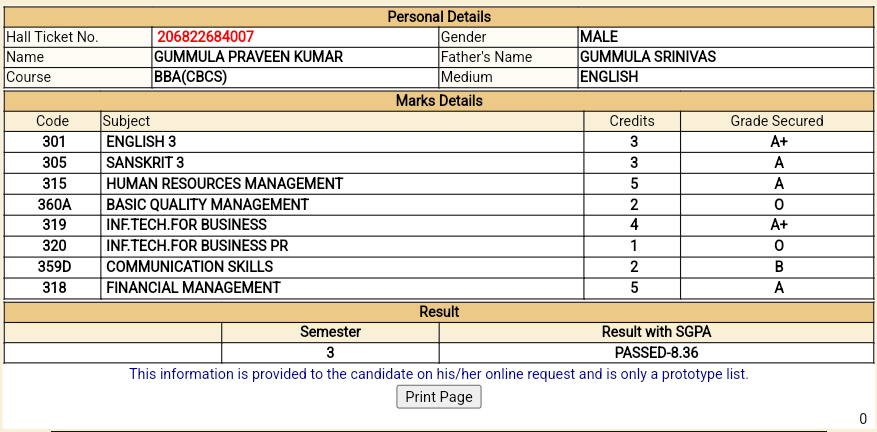 Personal Details
Hall Ticket No. 206822684007 Gender MALE
Name GUMMULA PRAVEEN KUMAR Father's Name GUMMULA SRINIVAS
Course BBA(CBCS) Medium ENGLISH
Marks Details
Code Subject Credits Grade Secured
301 ENGLISH 3 3 A+
305 SANSKRIT 3 3 A
315 HUMAN RESOURCES MANAGEMENT 5 A
360A BASIC QUALITY MANAGEMENT 2 O
319 INF.TECH.FOR BUSINESS 4 A+
320 INF.TECH.FOR BUSINESS PR 1 O
359D COMMUNICATION SKILLS 2 B
318 FINANCIAL MANAGEMENT 5 A
Result
Semester Result with SGPA
3 PASSED-8.36
This information is provided to the candidate on his/her online request and is only a prototype list.
Print Page
0